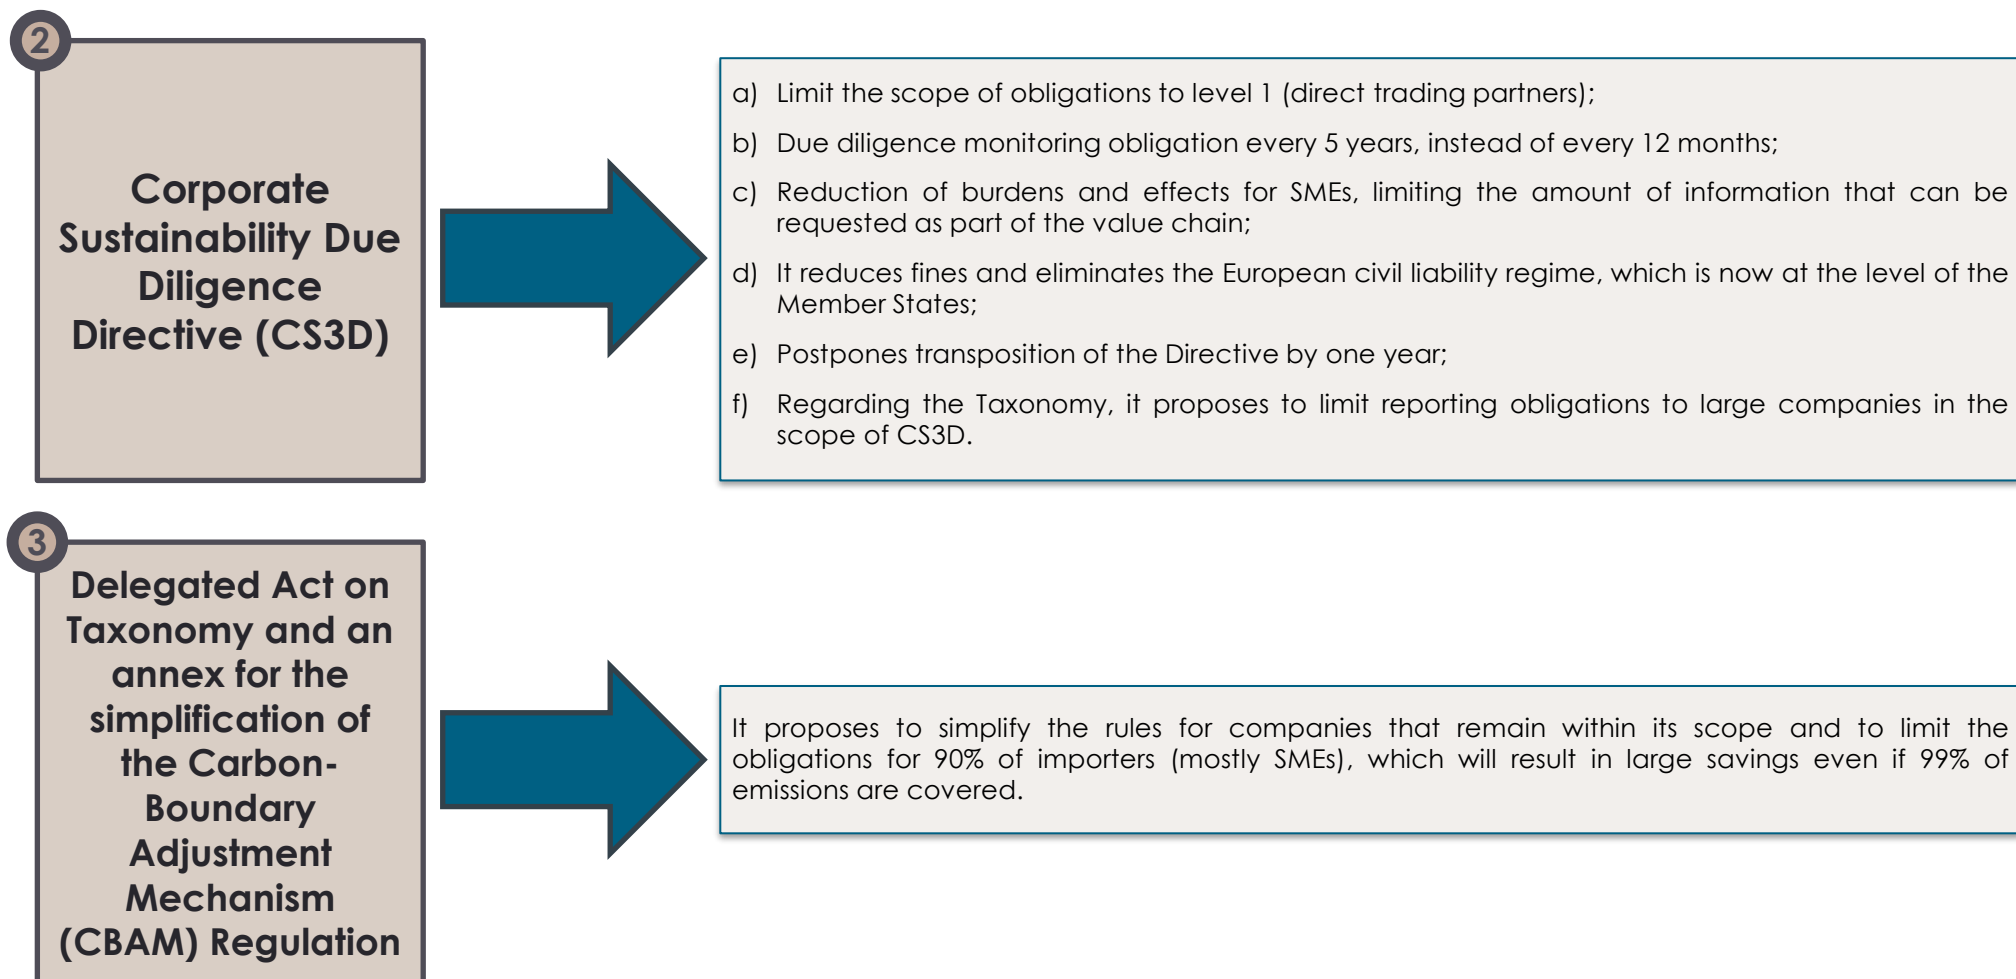 2
Corporate
Sustainability Due
Diligence
Directive (CS3D)
a) Limit the scope of obligations to level 1 (direct trading partners);
b) Due diligence monitoring obligation every 5 years, instead of every 12 months;
c) Reduction of burdens and effects for SMEs, limiting the amount of information that can be
requested as part of the value chain;
d) It reduces fines and eliminates the European civil liability regime, which is now at the level of the
Member States;
e) Postpones transposition of the Directive by one year;
f) Regarding the Taxonomy, it proposes to limit reporting obligations to large companies in the
scope of CS3D.
3
Delegated Act on
Taxonomy and an
annex for the
simplification of
the Carbon-
Boundary
Adjustment
Mechanism
(CBAM) Regulation
It proposes to simplify the rules for companies that remain within its scope and to limit the
obligations for 90% of importers (mostly SMEs), which will result in large savings even if 99% of
emissions are covered.